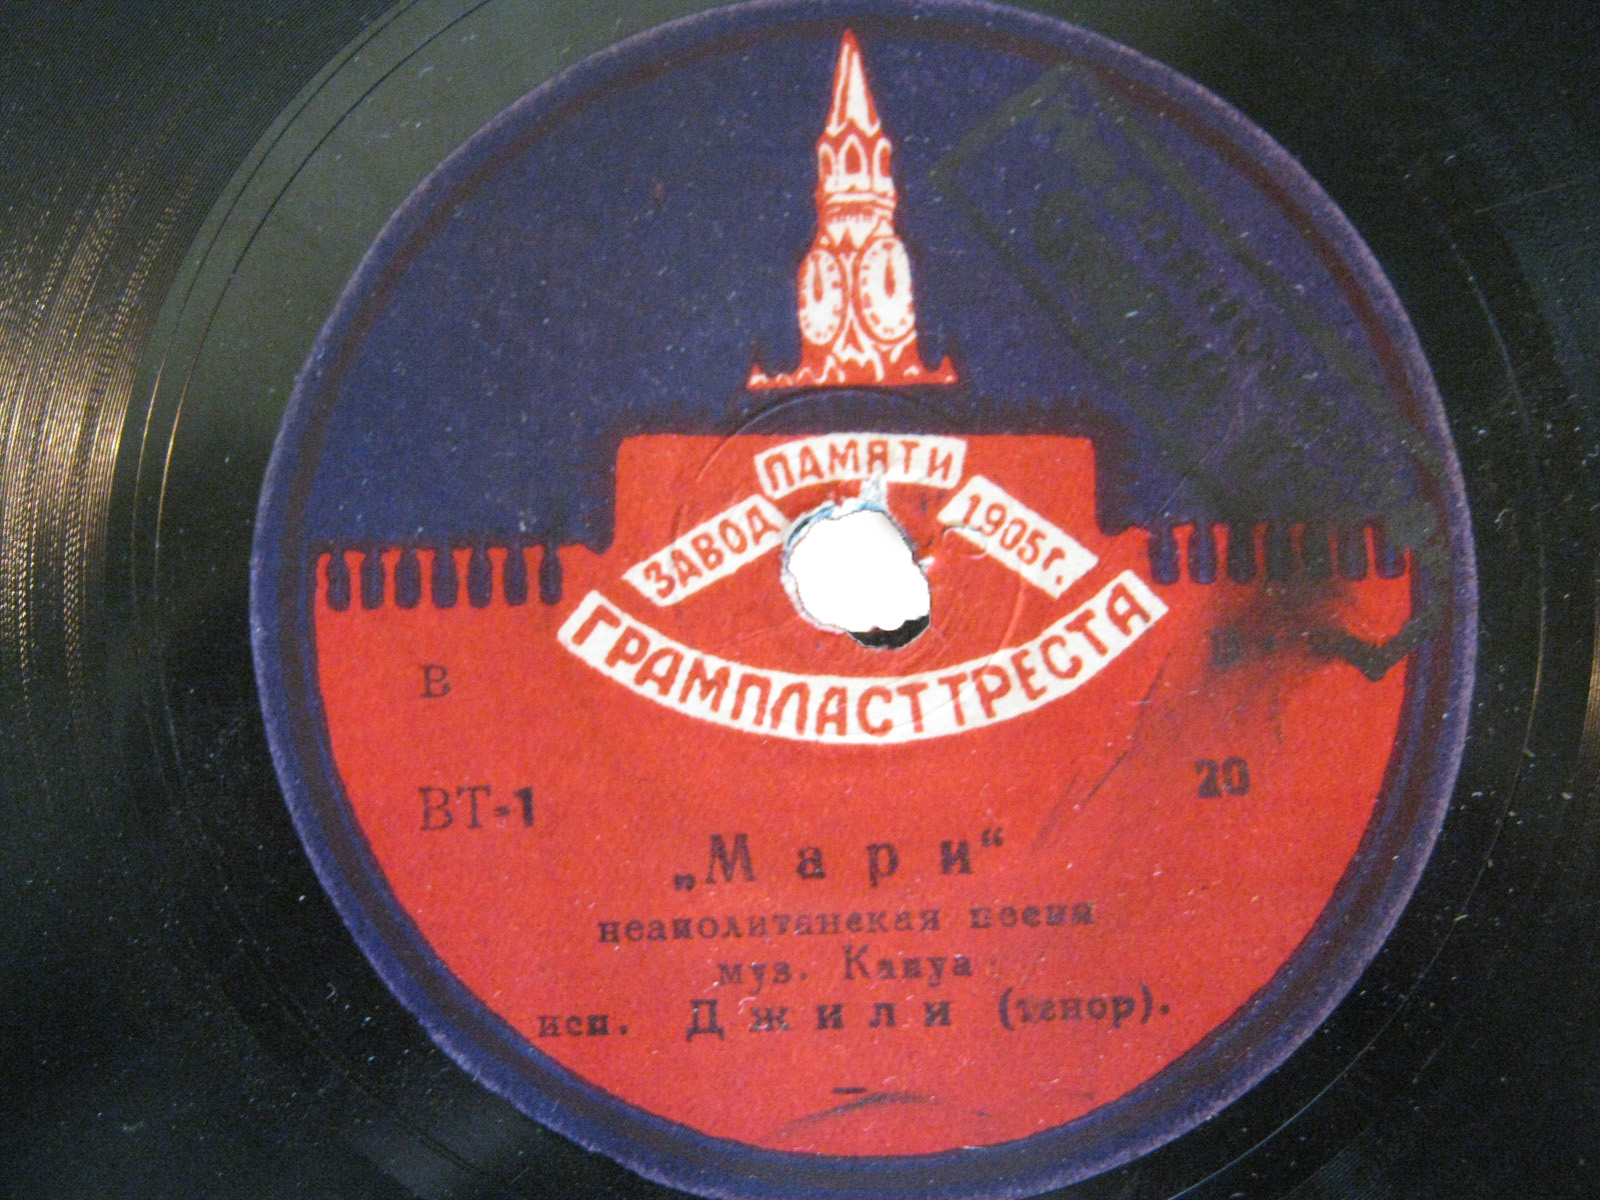 ЗАВОД ПАМЯТИ 1905г.
ГРАМПЛАСТТРЕСТА
В
ВТ-1
20
„Мари“
неаполитанская песня
муз. Капуа
исп. Джили (тенор).